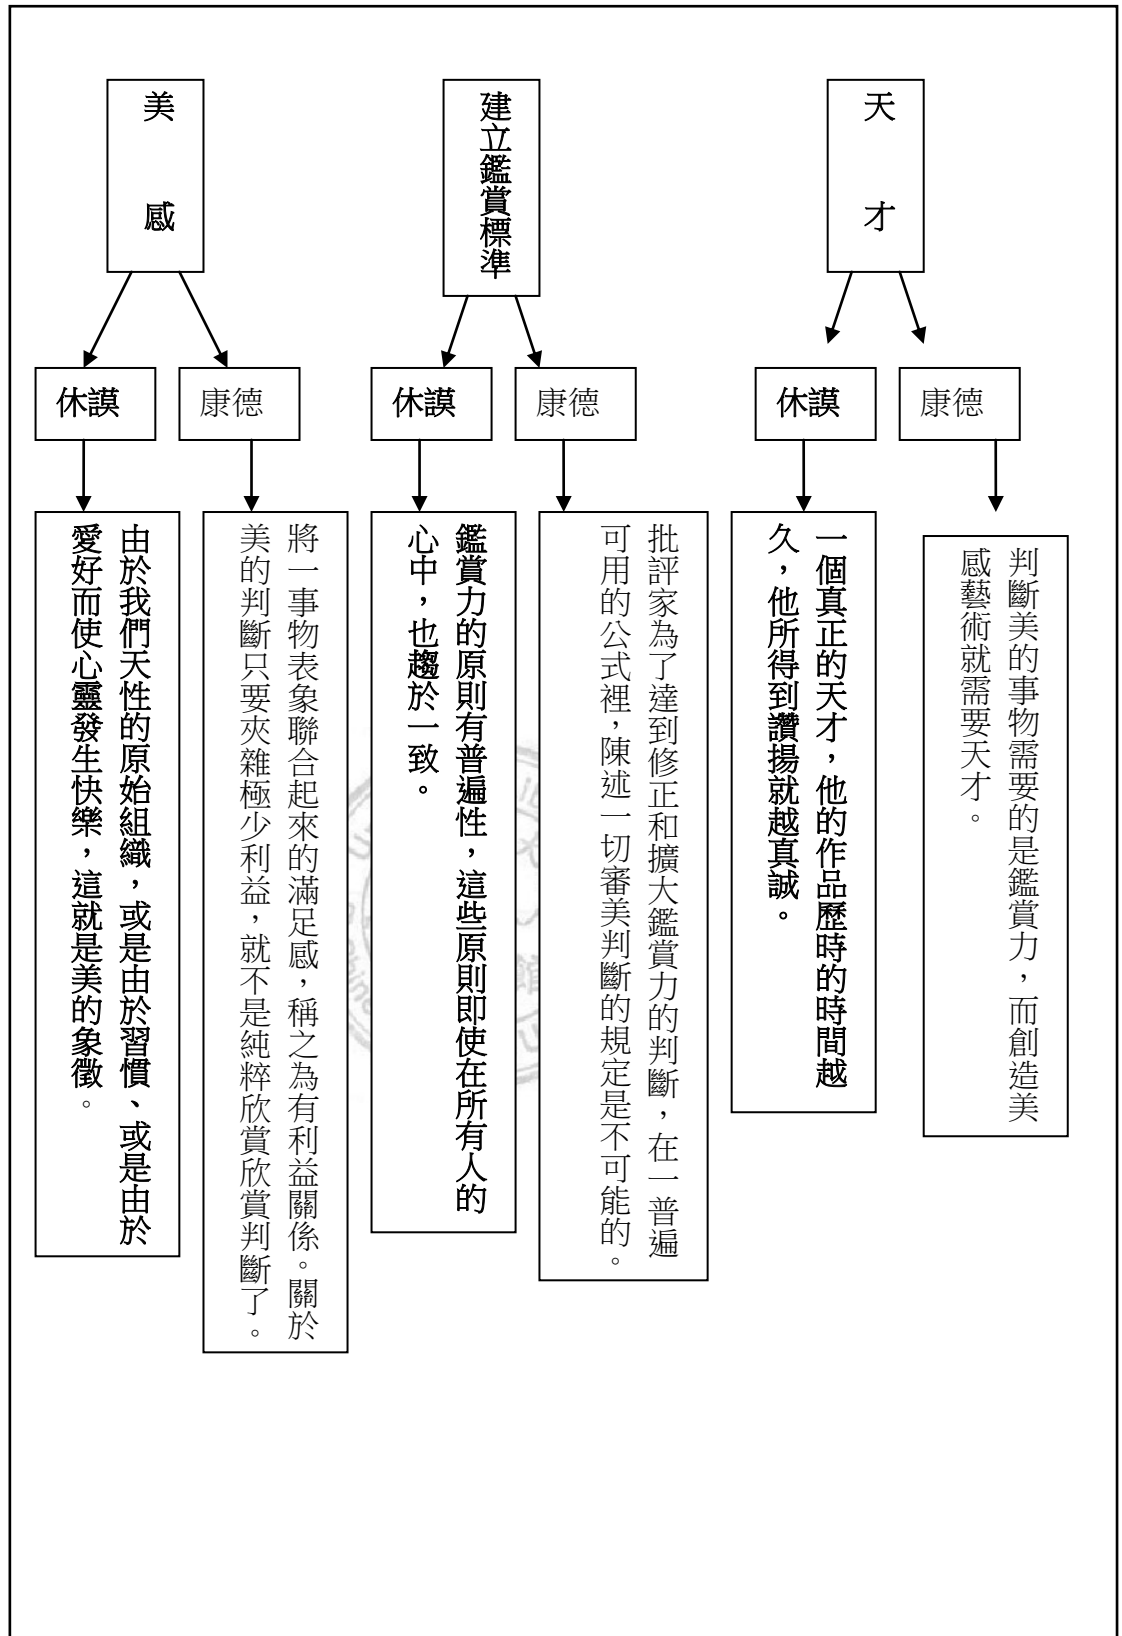 天才
康德
判斷美的事物需要的是鑑賞力，而創造美
感藝術就需要天才。
休謨
一個真正的天才，他的作品歷時的時間越
久，他所得到讚揚就越真誠。
建立鑑賞標準
康德
批評家為了達到修正和擴大鑑賞力的判斷，在一普遍
可用的公式裡，陳述一切審美判斷的規定是不可能的。
休謨
鑑賞力的原則有普遍性，這些原則即使在所有人的
心中，也趨於一致。
美感
康德
將一事物表象聯合起來的滿足感，稱之為有利益關係。關於
美的判斷只要夾雜極少利益，就不是純粹欣賞欣賞判斷了。
休謨
由於我們天性的原始組織，或是由於習慣、或是由於
愛好而使心靈發生快樂，這就是美的象徵。